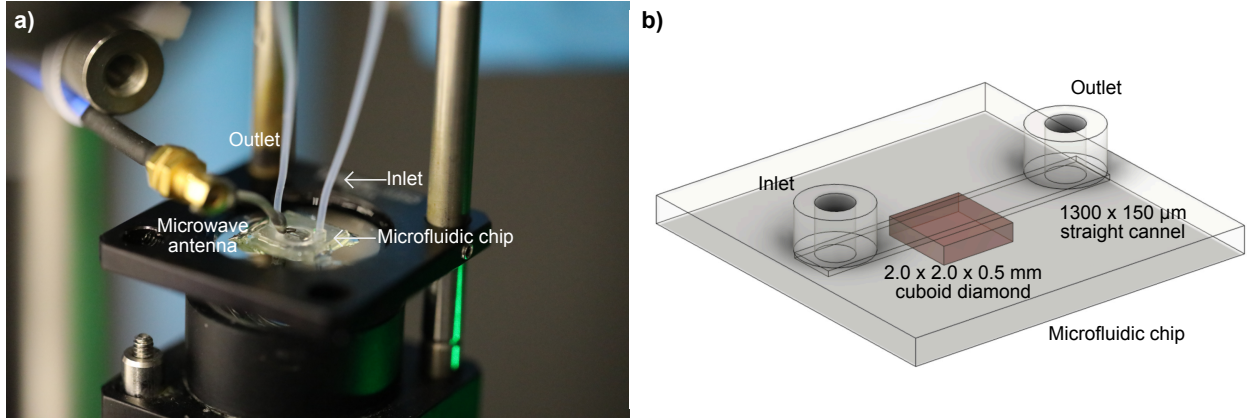 a)
Outlet
Inlet
Microwave
antenna
Microfluidic chip
b)
Outlet
Inlet
1300 x 150 μm
straight cannel
2.0 x 2.0 x 0.5 mm
cuboid diamond
Microfluidic chip